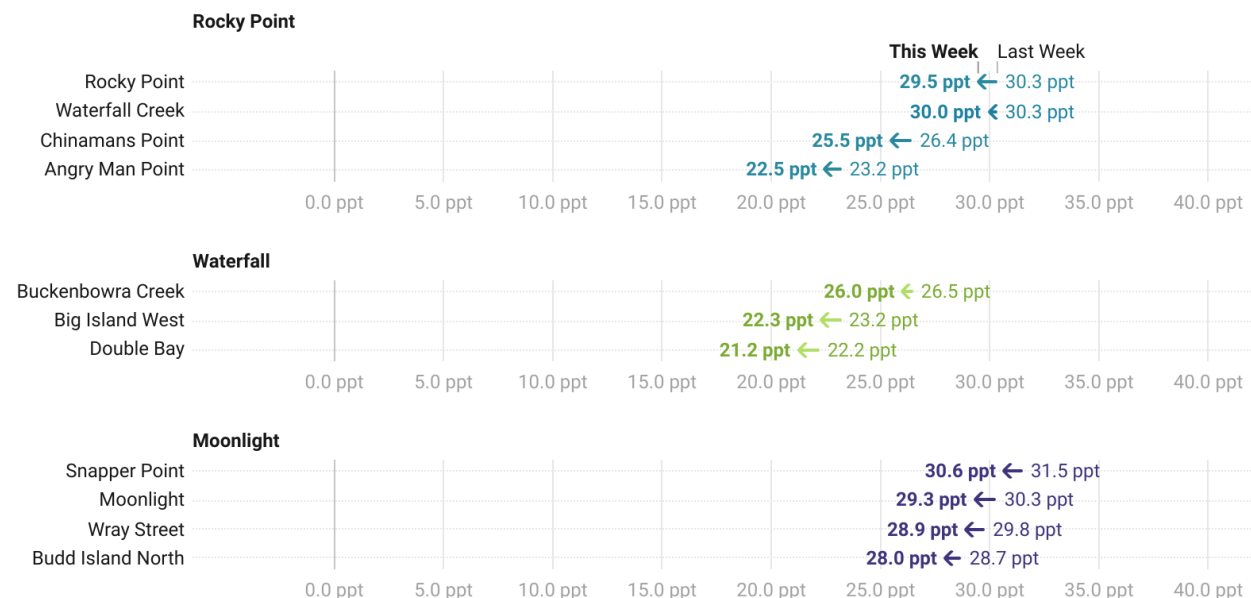 Rocky Point
This Week Last Week
Rocky Point 29.5 ppt 30.3 ppt
Waterfall Creek 30.0 ppt 30.3 ppt
Chinamans Point 25.5 ppt 26.4 ppt
Angry Man Point 22.5 ppt 23.2 ppt
0.0 ppt 5.0 ppt 10.0 ppt 15.0 ppt 20.0 ppt 25.0 ppt 30.0 ppt 35.0 ppt 40.0 ppt
Waterfall
Buckenbowra Creek 26.0 ppt 26.5 ppt
Big Island West 22.3 ppt 23.2 ppt
Double Bay 21.2 ppt 22.2 ppt
0.0 ppt 5.0 ppt 10.0 ppt 15.0 ppt 20.0 ppt 25.0 ppt 30.0 ppt 35.0 ppt 40.0 ppt
Moonlight
Snapper Point 30.6 ppt 31.5 ppt
Moonlight 29.3 ppt 30.3 ppt
Wray Street 28.9 ppt 29.8 ppt
Budd Island North 28.0 ppt 28.7 ppt
0.0 ppt 5.0 ppt 10.0 ppt 15.0 ppt 20.0 ppt 25.0 ppt 30.0 ppt 35.0 ppt 40.0 ppt